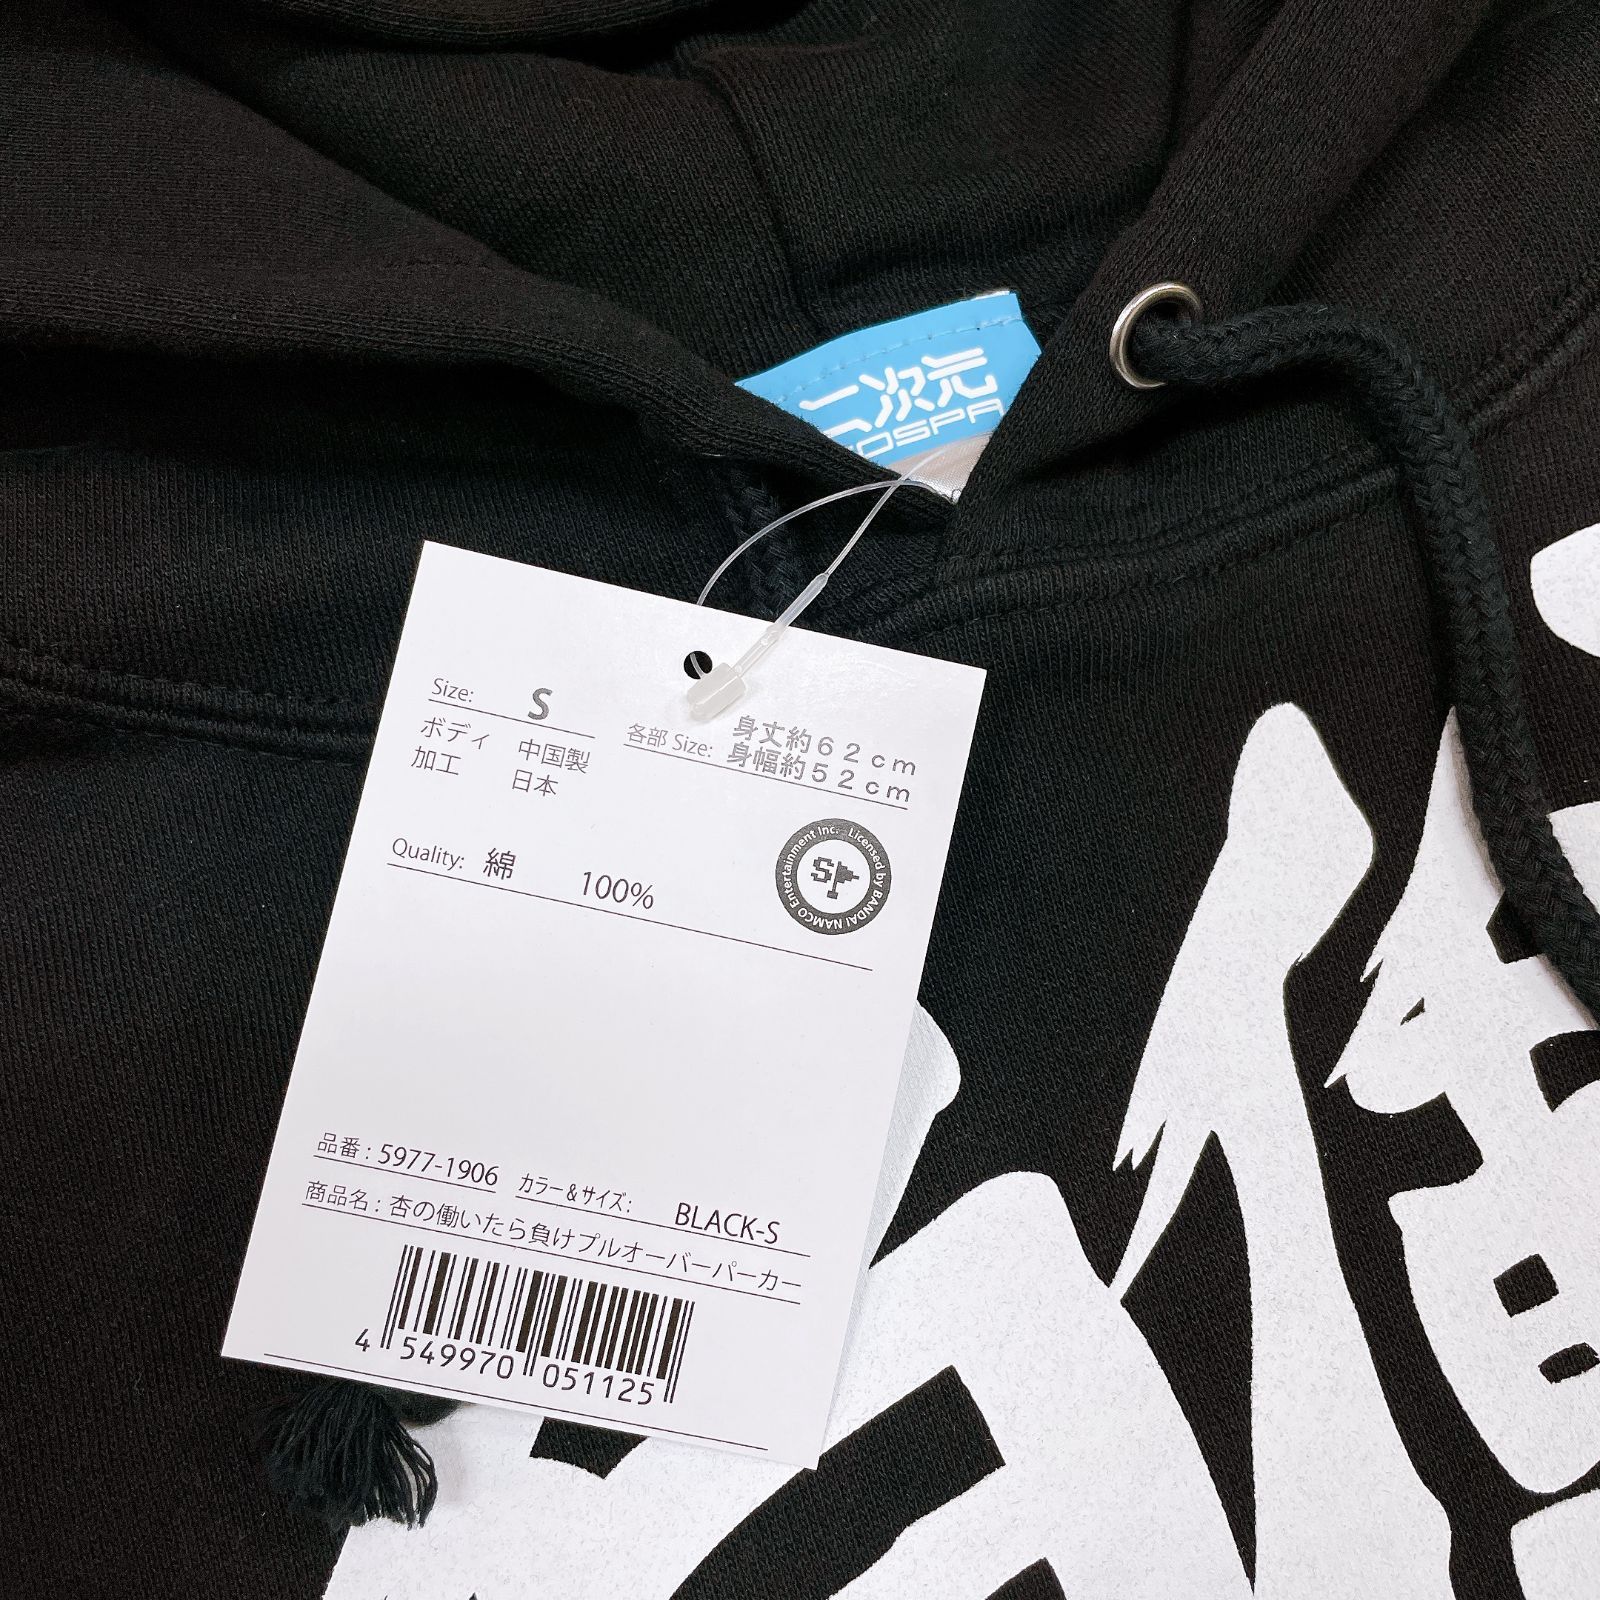 二次元
COSPA
Size: S
各部 Size: 身丈約62cm
身幅約52cm
ボディ 中国製
加工 日本
Quality: 綿 100%
Licensed by BANDAI NAMCO Entertainment Inc.
SP
品番 : 5977-1906 カラー&サイズ: BLACK-S
商品名 : 杏の働いたら負けプルオーバーパーカー
4 549970 051125